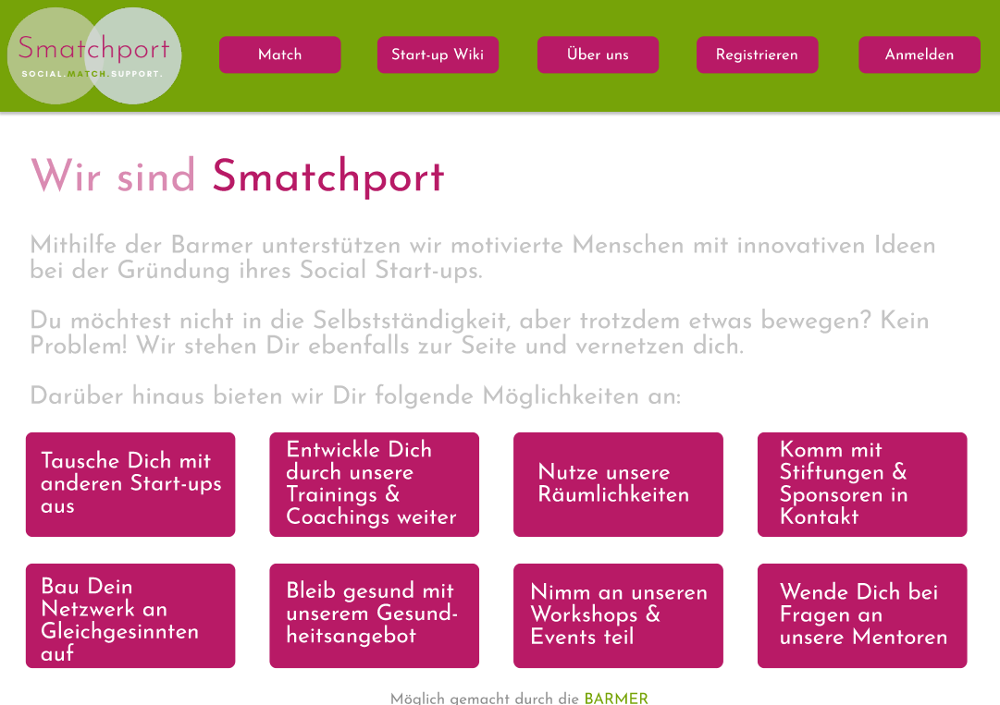 Smatchport
SOCIAL.MATCH.SUPPORT.
Match
Start-up Wiki
Über uns
Registrieren
Anmelden
Wir sind Smatchport
Mithilfe der Barmer unterstützen wir motivierte Menschen mit innovativen Ideen
bei der Gründung ihres Social Start-ups.
Du möchtest nicht in die Selbstständigkeit, aber trotzdem etwas bewegen? Kein
Problem! Wir stehen Dir ebenfalls zur Seite und vernetzen dich.
Darüber hinaus bieten wir Dir folgende Möglichkeiten an:
Tausche Dich mit
anderen Start-ups
aus
Entwickle Dich
durch unsere
Trainings &
Coachings weiter
Nutze unsere
Räumlichkeiten
Komm mit
Stiftungen &
Sponsoren in
Kontakt
Bau Dein
Netzwerk an
Gleichgesinnten
auf
Bleib gesund mit
unserem Gesund-
heitsangebot
Nimm an unseren
Workshops &
Events teil
Wende Dich bei
Fragen an
unsere Mentoren
Möglich gemacht durch die BARMER